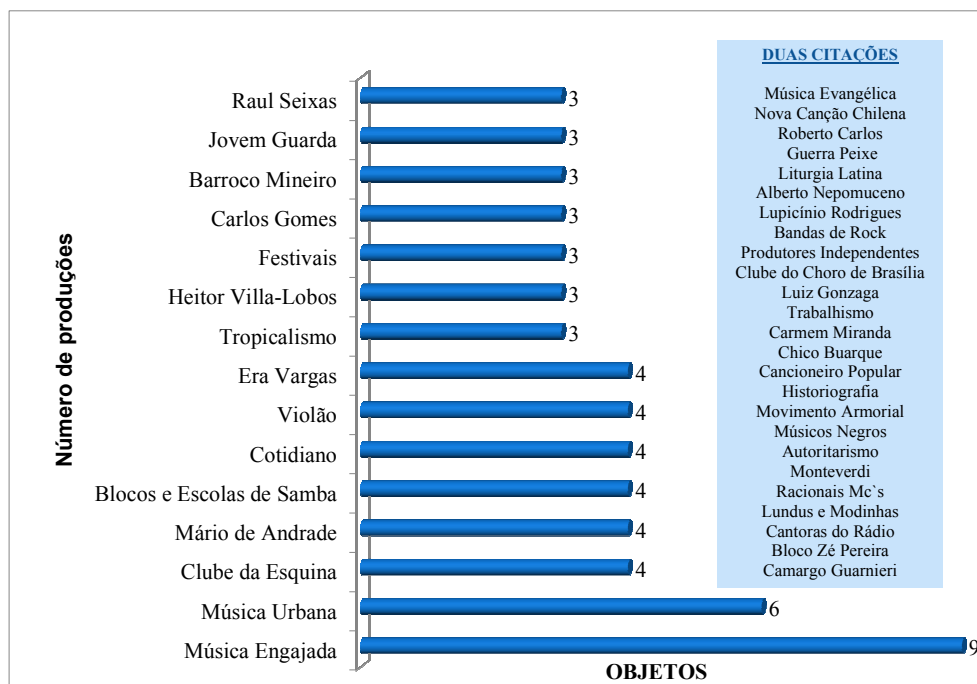 Número de produções
Raul Seixas 3
Jovem Guarda 3
Barroco Mineiro 3
Carlos Gomes 3
Festivais 3
Heitor Villa-Lobos 3
Tropicalismo 3
Era Vargas 4
Violão 4
Cotidiano 4
Blocos e Escolas de Samba 4
Mário de Andrade 4
Clube da Esquina 4
Música Urbana 6
Música Engajada 9
OBJETOS
DUAS CITAÇÕES
Música Evangélica
Nova Canção Chilena
Roberto Carlos
Guerra Peixe
Liturgia Latina
Alberto Nepomuceno
Lupicínio Rodrigues
Bandas de Rock
Produtores Independentes
Clube do Choro de Brasília
Luiz Gonzaga
Trabalhismo
Carmem Miranda
Chico Buarque
Cancioneiro Popular
Historiografia
Movimento Armorial
Músicos Negros
Autoritarismo
Monteverdi
Racionais Mc`s
Lundus e Modinhas
Cantoras do Rádio
Bloco Zé Pereira
Camargo Guarnieri